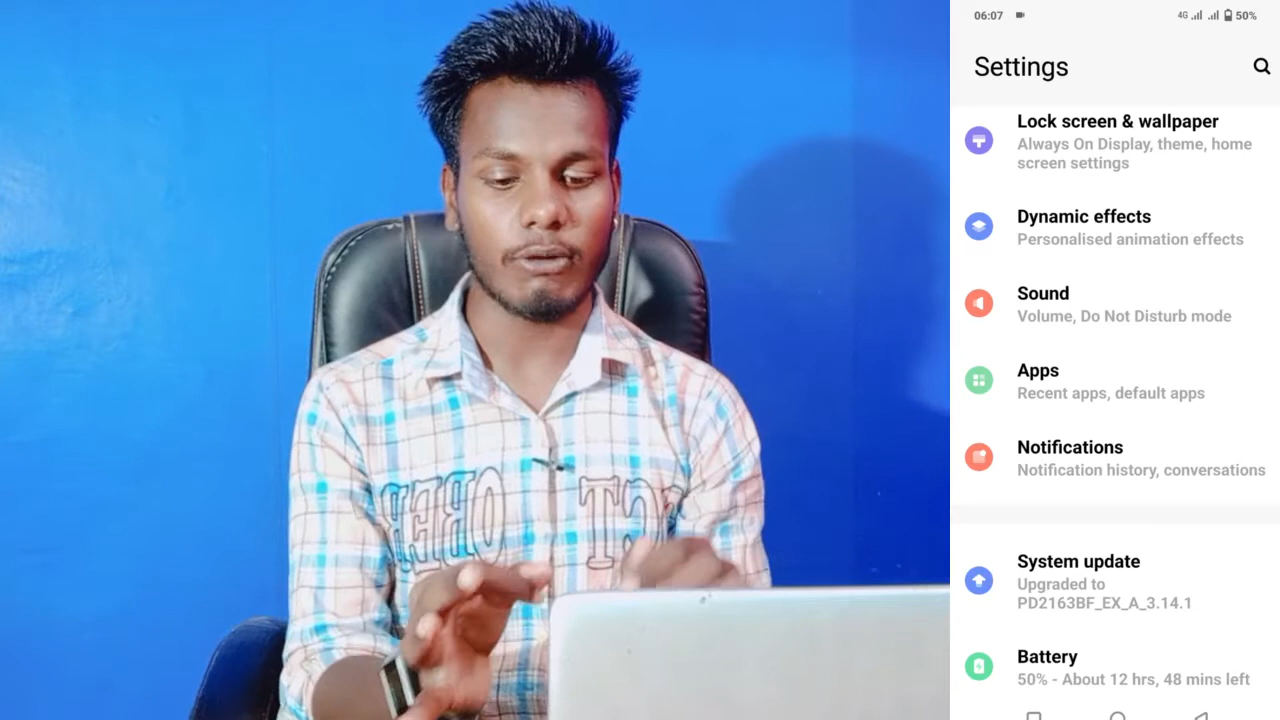 06:07
4G
50%
Settings
Lock screen & wallpaper
Always On Display, theme, home
screen settings
Dynamic effects
Personalised animation effects
Sound
Volume, Do Not Disturb mode
Apps
Recent apps, default apps
Notifications
Notification history, conversations
System update
Upgraded to
PD2163BF_EX_A_3.14.1
Battery
50% - About 12 hrs, 48 mins left